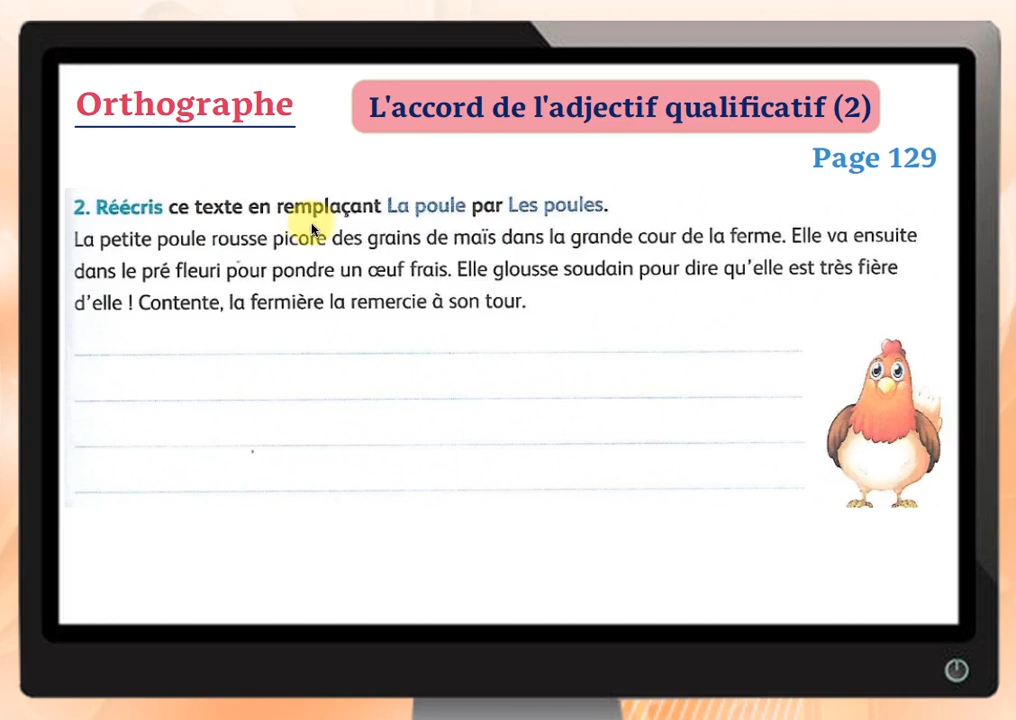 Orthographe
L'accord de l'adjectif qualificatif (2)
Page 129
2. Réécris ce texte en remplaçant La poule par Les poules.
La petite poule rousse picore des grains de maïs dans la grande cour de la ferme. Elle va ensuite
dans le pré fleuri pour pondre un œuf frais. Elle glousse soudain pour dire qu'elle est très fière
d'elle ! Contente, la fermière la remercie à son tour.